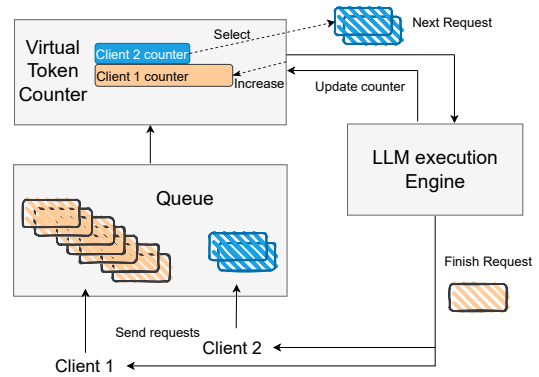 Virtual
Token
Counter
Client 2 counter
Client 1 counter
Select
Increase
Next Request
Update counter
LLM execution
Engine
Queue
Finish Request
Send requests
Client 2
Client 1